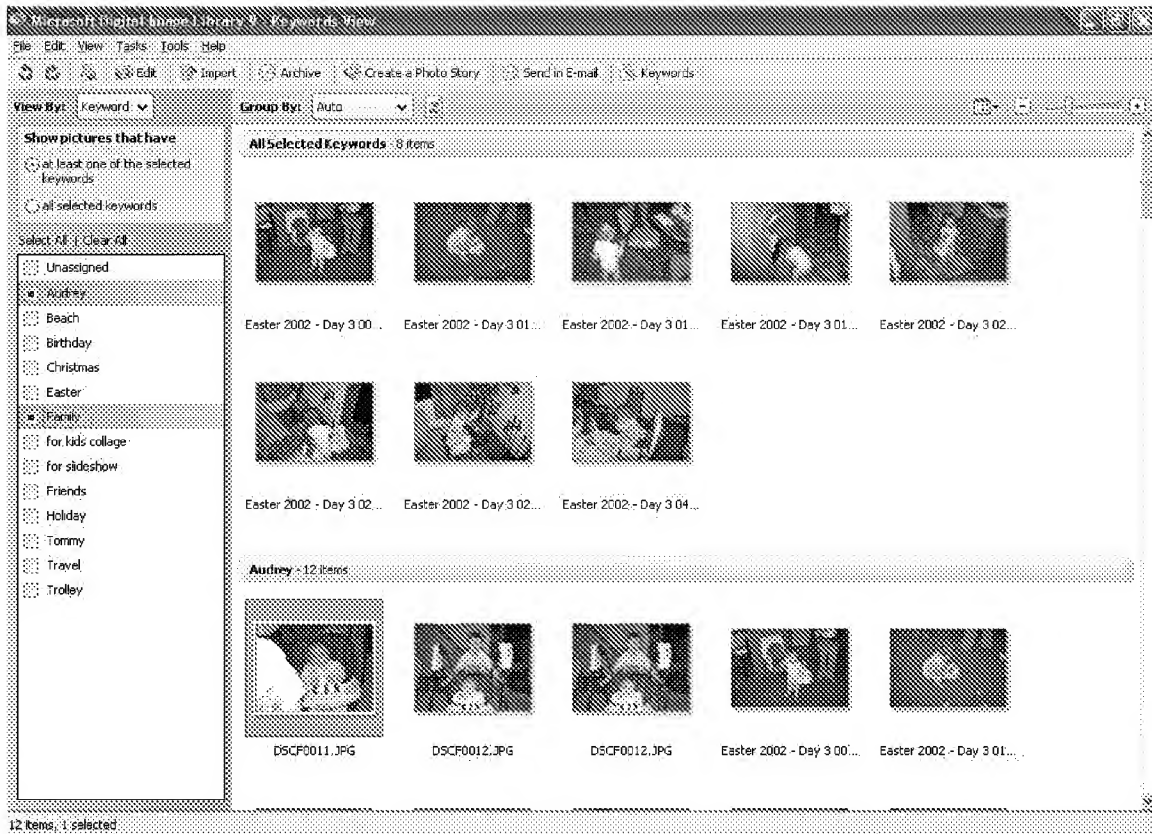 Microsoft Digital Image Library 9 - Keywords View
File Edit View Tasks Tools Help
Edit Import Archive Create a Photo Story Send in E-mail Keywords
View By: Keyword Group By: Auto
Show pictures that have
at least one of the selected
keywords
all selected keywords
Select All | Clear All
Unassigned
Audrey
Beach
Birthday
Christmas
Easter
Family
for kids collage
for slideshow
Friends
Holiday
Tommy
Travel
Trolley
All Selected Keywords - 8 items
Easter 2002 - Day 3 00... Easter 2002 - Day 3 01... Easter 2002 - Day 3 01... Easter 2002 - Day 3 01... Easter 2002 - Day 3 02...
Easter 2002 - Day 3 02... Easter 2002 - Day 3 02... Easter 2002 - Day 3 04...
Audrey - 12 items
DSCF0011.JPG DSCF0012.JPG DSCF0012.JPG Easter 2002 - Day 3 00... Easter 2002 - Day 3 01...
12 items, 1 selected